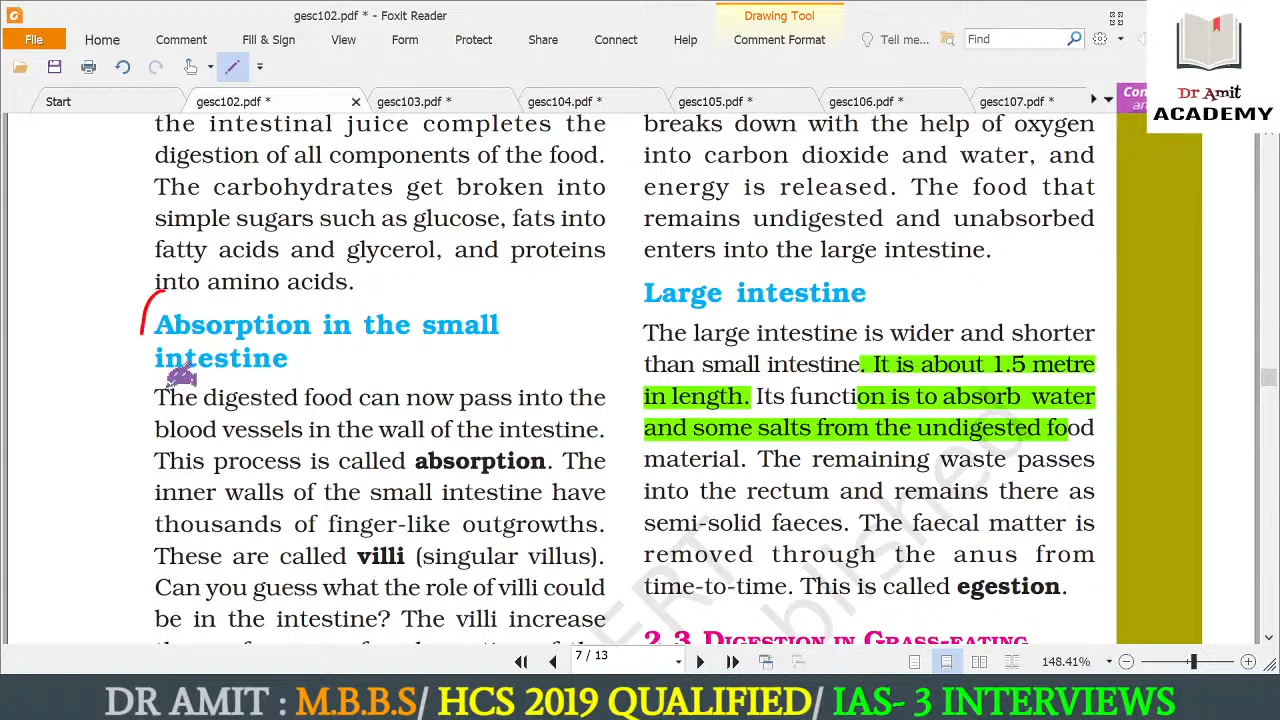 gesc102.pdf * - Foxit Reader
Drawing Tool
File Home Comment Fill & Sign View Form Protect Share Connect Help Comment Format Tell me... Find
Start gesc102.pdf * gesc103.pdf * gesc104.pdf * gesc105.pdf * gesc106.pdf * gesc107.pdf *
Dr Amit
ACADEMY
the intestinal juice completes the
digestion of all components of the food.
The carbohydrates get broken into
simple sugars such as glucose, fats into
fatty acids and glycerol, and proteins
into amino acids.
Absorption in the small
intestine
The digested food can now pass into the
blood vessels in the wall of the intestine.
This process is called absorption. The
inner walls of the small intestine have
thousands of finger-like outgrowths.
These are called villi (singular villus).
Can you guess what the role of villi could
be in the intestine? The villi increase
breaks down with the help of oxygen
into carbon dioxide and water, and
energy is released. The food that
remains undigested and unabsorbed
enters into the large intestine.
Large intestine
The large intestine is wider and shorter
than small intestine. It is about 1.5 metre
in length. Its function is to absorb water
and some salts from the undigested food
material. The remaining waste passes
into the rectum and remains there as
semi-solid faeces. The faecal matter is
removed through the anus from
time-to-time. This is called egestion.
2.3 DIGESTION IN GRASS-EATING
7 / 13
148.41%
DR AMIT : M.B.B.S/ HCS 2019 QUALIFIED/ IAS- 3 INTERVIEWS